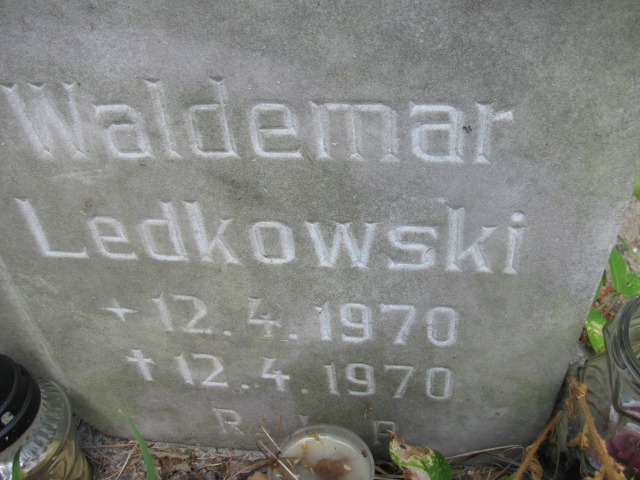 Waldemar
Ledkowski
+ 12.4.1970
† 12.4.1970
R I P